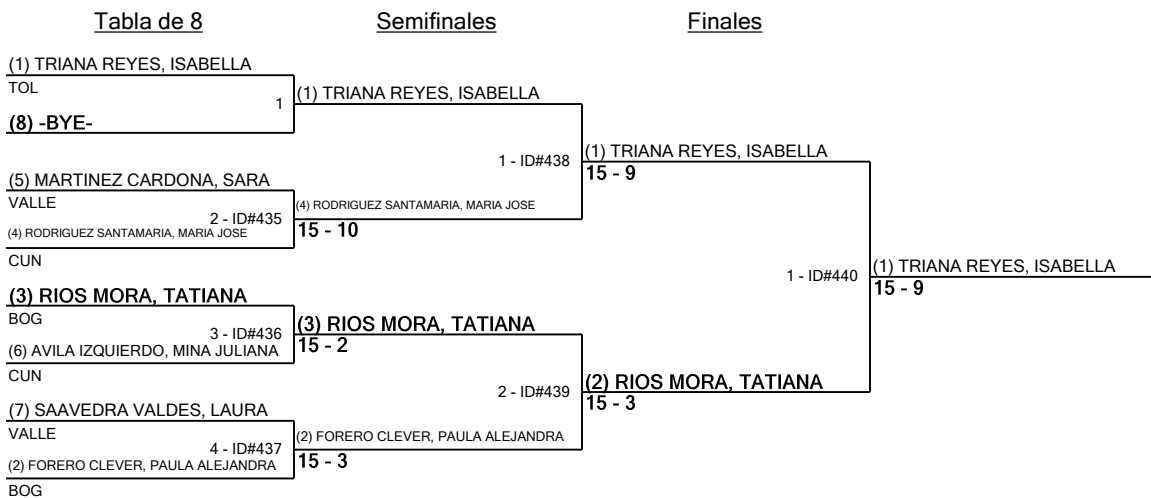 Tabla de 8
Semifinales
Finales
(1) TRIANA REYES, ISABELLA
TOL
1
(8) -BYE-
(5) MARTINEZ CARDONA, SARA
VALLE
2 - ID#435
(4) RODRIGUEZ SANTAMARIA, MARIA JOSE
CUN
(3) RIOS MORA, TATIANA
BOG
3 - ID#436
(6) AVILA IZQUIERDO, MINA JULIANA
CUN
(7) SAAVEDRA VALDES, LAURA
VALLE
4 - ID#437
(2) FORERO CLEVER, PAULA ALEJANDRA
BOG
(1) TRIANA REYES, ISABELLA
1 - ID#438
(4) RODRIGUEZ SANTAMARIA, MARIA JOSE
15 - 10
(3) RIOS MORA, TATIANA
15 - 2
2 - ID#439
(2) FORERO CLEVER, PAULA ALEJANDRA
15 - 3
(1) TRIANA REYES, ISABELLA
15 - 9
1 - ID#440
(2) RIOS MORA, TATIANA
15 - 3
(1) TRIANA REYES, ISABELLA
15 - 9